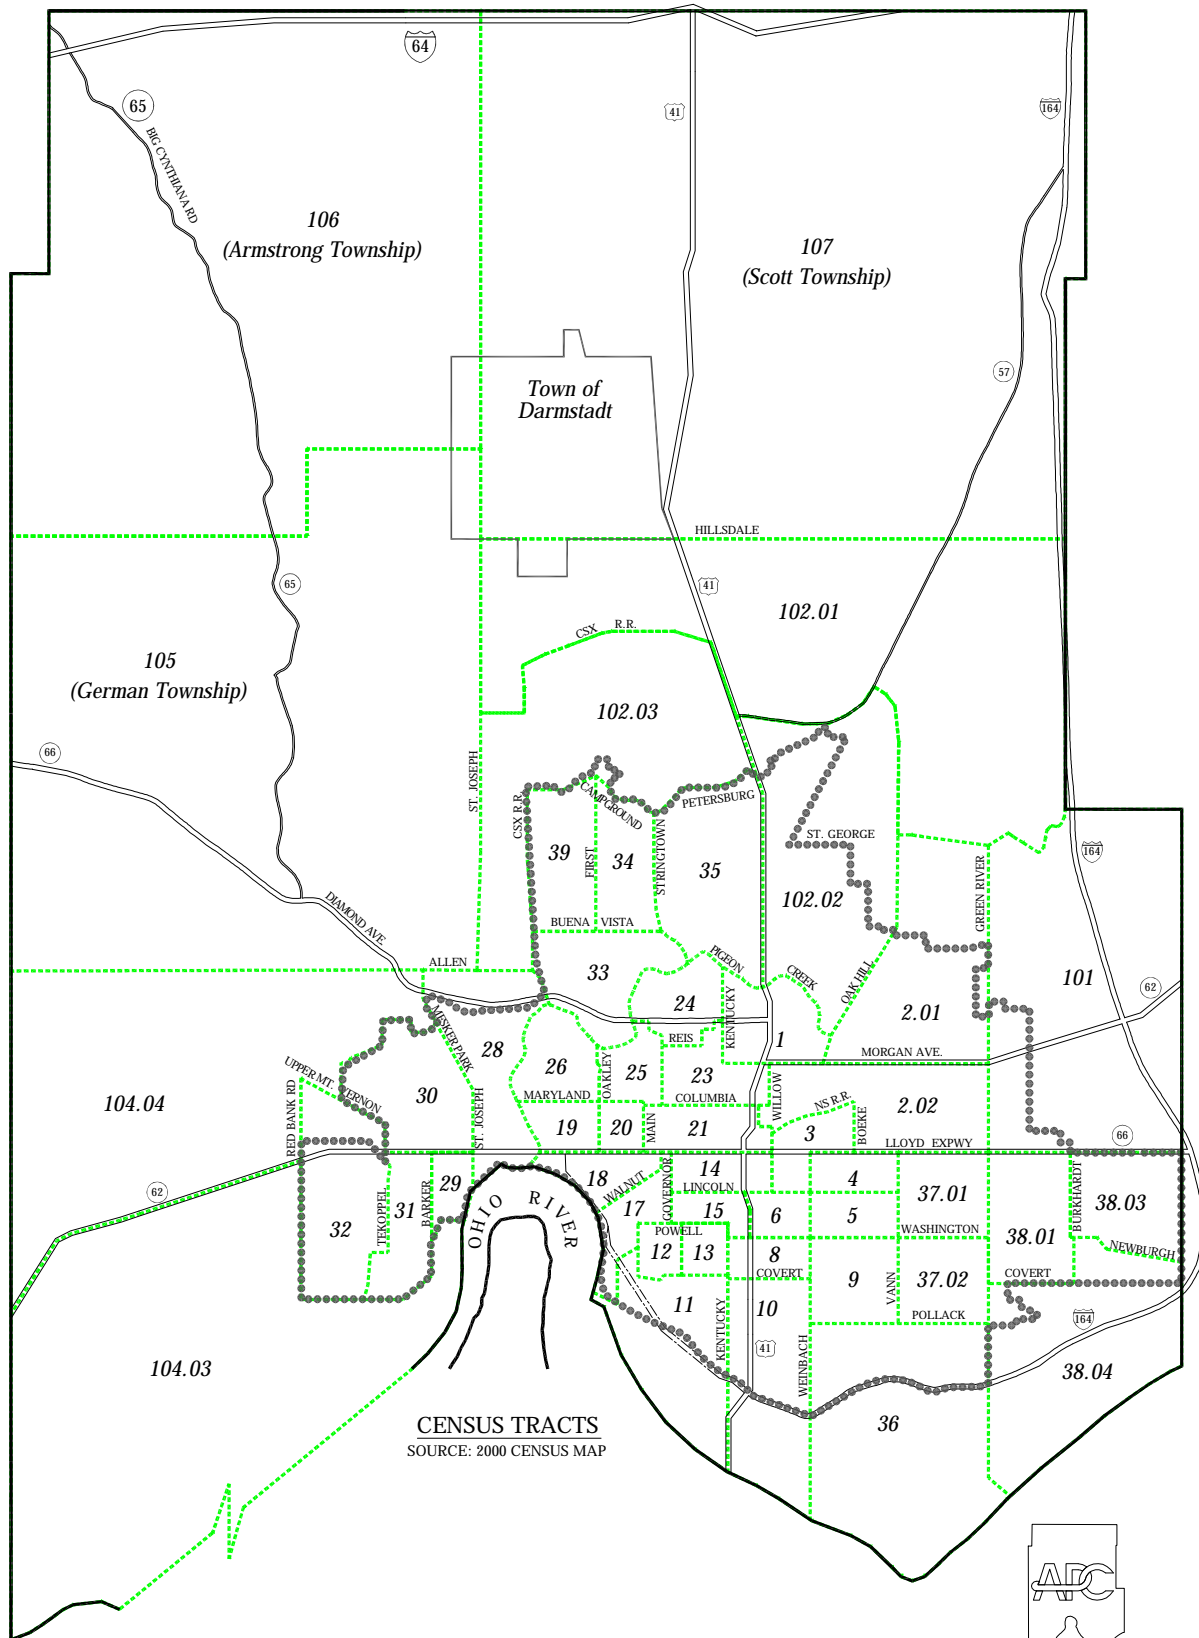 64
65
41
164
BIG CYNTHIANA RD
106
(Armstrong Township)
107
(Scott Township)
57
Town of
Darmstadt
HILLSDALE
65
41
102.01
CSX R.R.
105
(German Township)
102.03
66
ST. JOSEPH
CSX R.R.
CAMPGROUND
PETERSBURG
ST. GEORGE
164
39
FIRST
34
STRINGTOWN
35
102.02
GREEN RIVER
DIAMOND AVE.
BUENA VISTA
ALLEN
33
PIGEON CREEK
OAK HILL
101
62
24
KENTUCKY
2.01
MESKER PARK
28
REIS
1
MORGAN AVE.
UPPER MT. VERNON
RED BANK RD
30
26
OAKLEY
25
23
WILLOW
104.04
MARYLAND
COLUMBIA
NS R.R.
2.02
ST. JOSEPH
19
20
MAIN
21
3
BOEKE
LLOYD EXPWY
66
62
TEKOPPEL
31
BARKER
29
18
WALNUT
GOVERNOR
14
LINCOLN
4
37.01
BURKHARDT
38.03
32
OHIO RIVER
17
15
6
5
WASHINGTON
38.01
NEWBURGH
POWELL
12
13
8
COVERT
9
VANN
37.02
COVERT
11
KENTUCKY
10
POLLACK
164
104.03
41
WEINBACH
38.04
36
CENSUS TRACTS
SOURCE: 2000 CENSUS MAP
APC